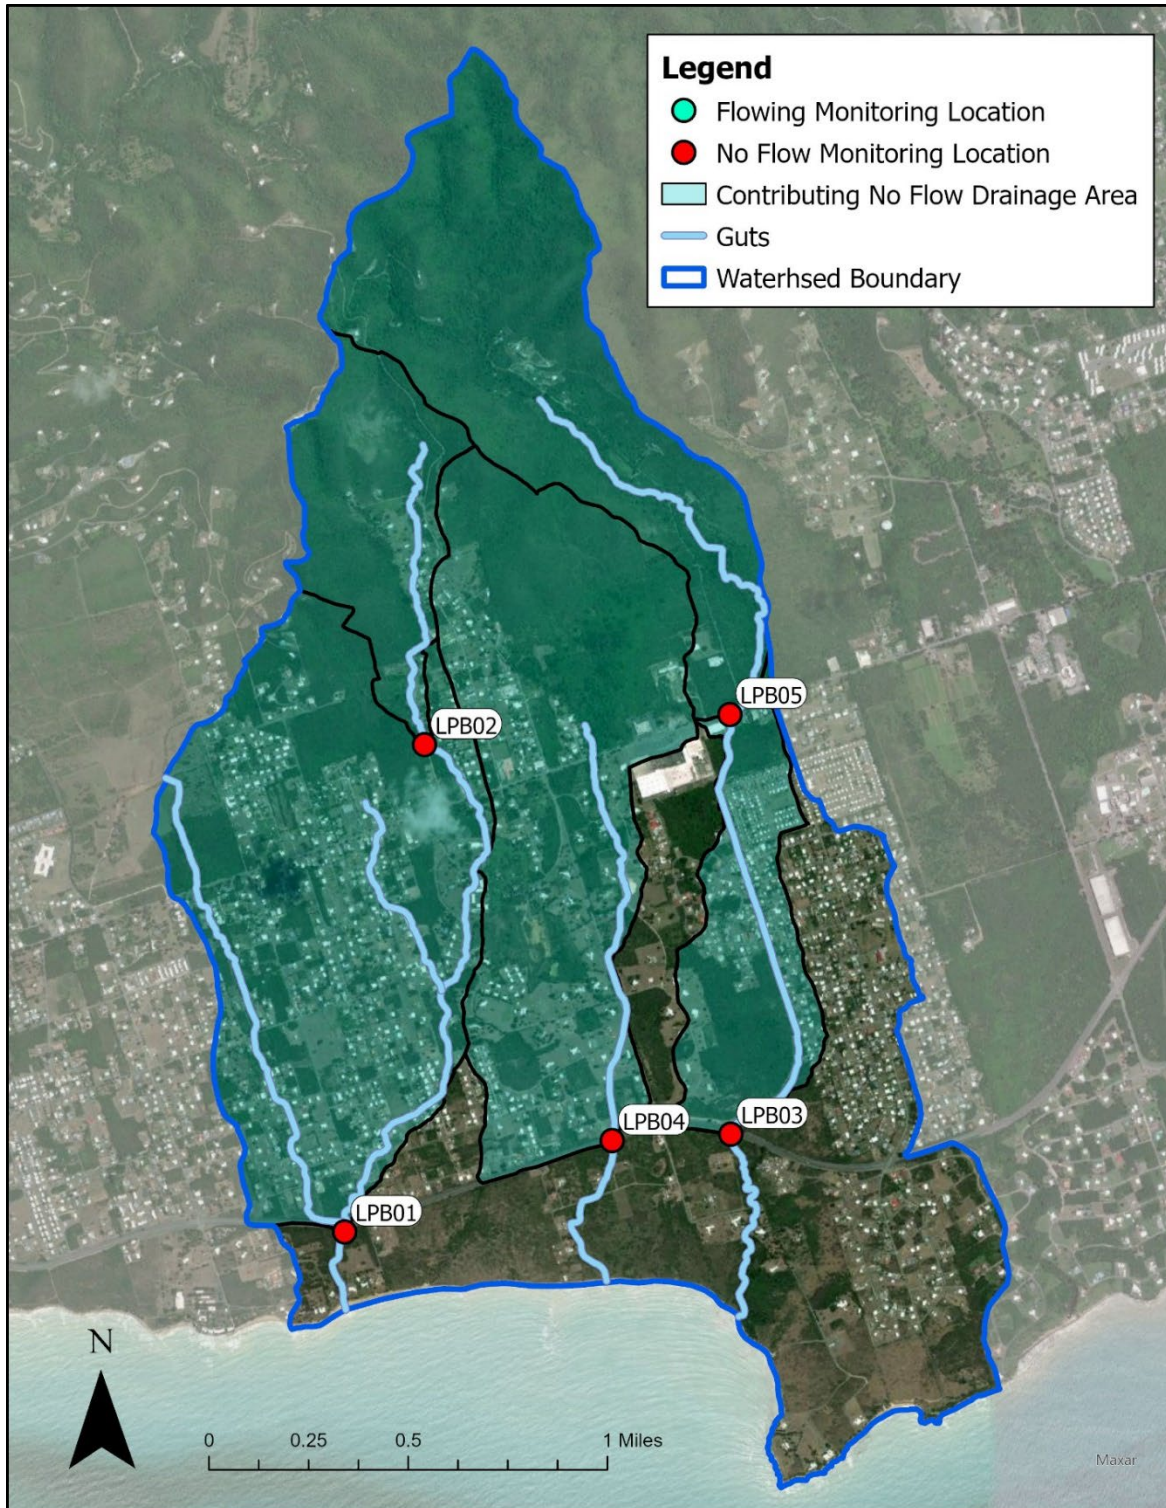 Legend
Flowing Monitoring Location
No Flow Monitoring Location
Contributing No Flow Drainage Area
Guts
Waterhsed Boundary
LPB05
LPB02
LPB03
LPB04
LPB01
N
0 0.25 0.5 1 Miles
Maxar